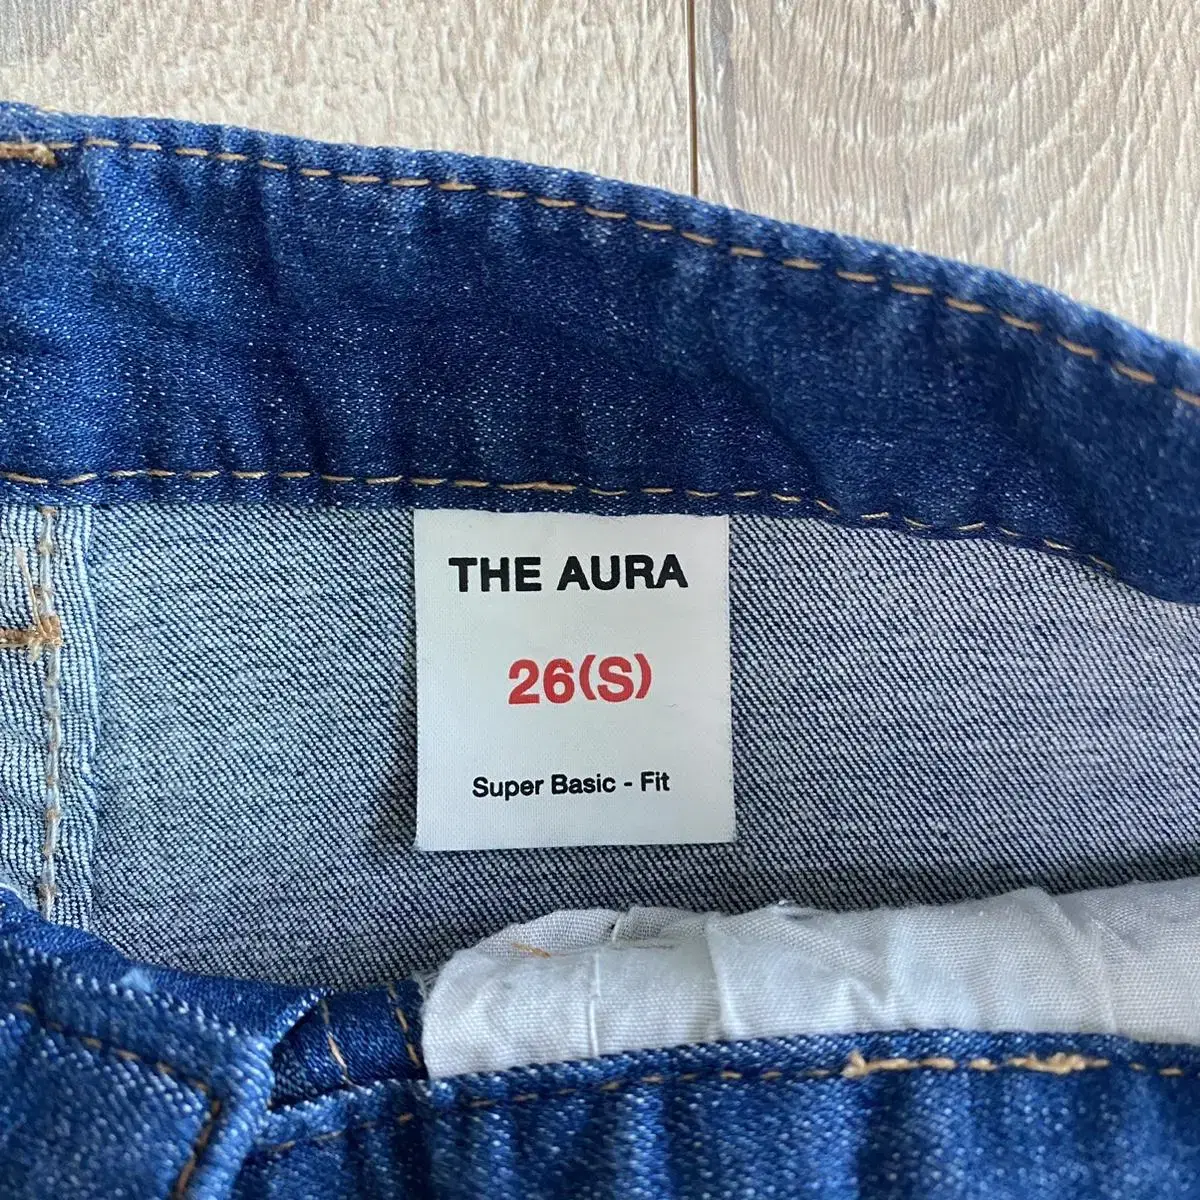 THE AURA
26(S)
Super Basic - Fit